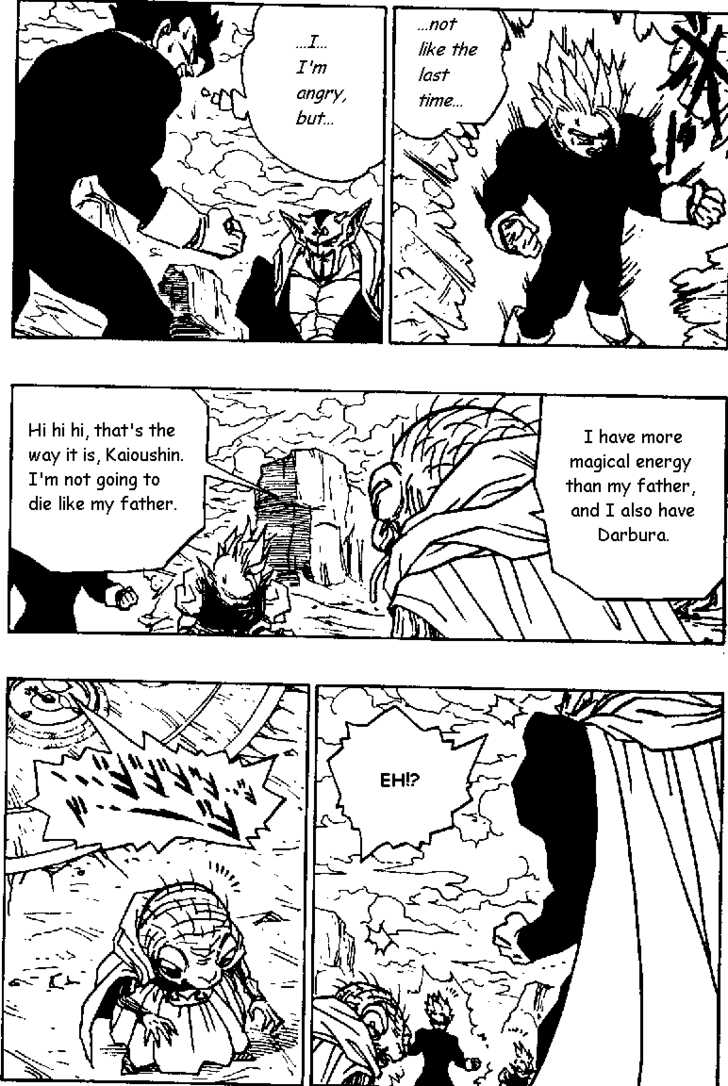 ...I...
I'm
angry,
but...
...not
like the
last
time...
Hi hi hi, that's the
way it is, Kaioushin.
I'm not going to
die like my father.
I have more
magical energy
than my father,
and I also have
Darbura.
EH!?